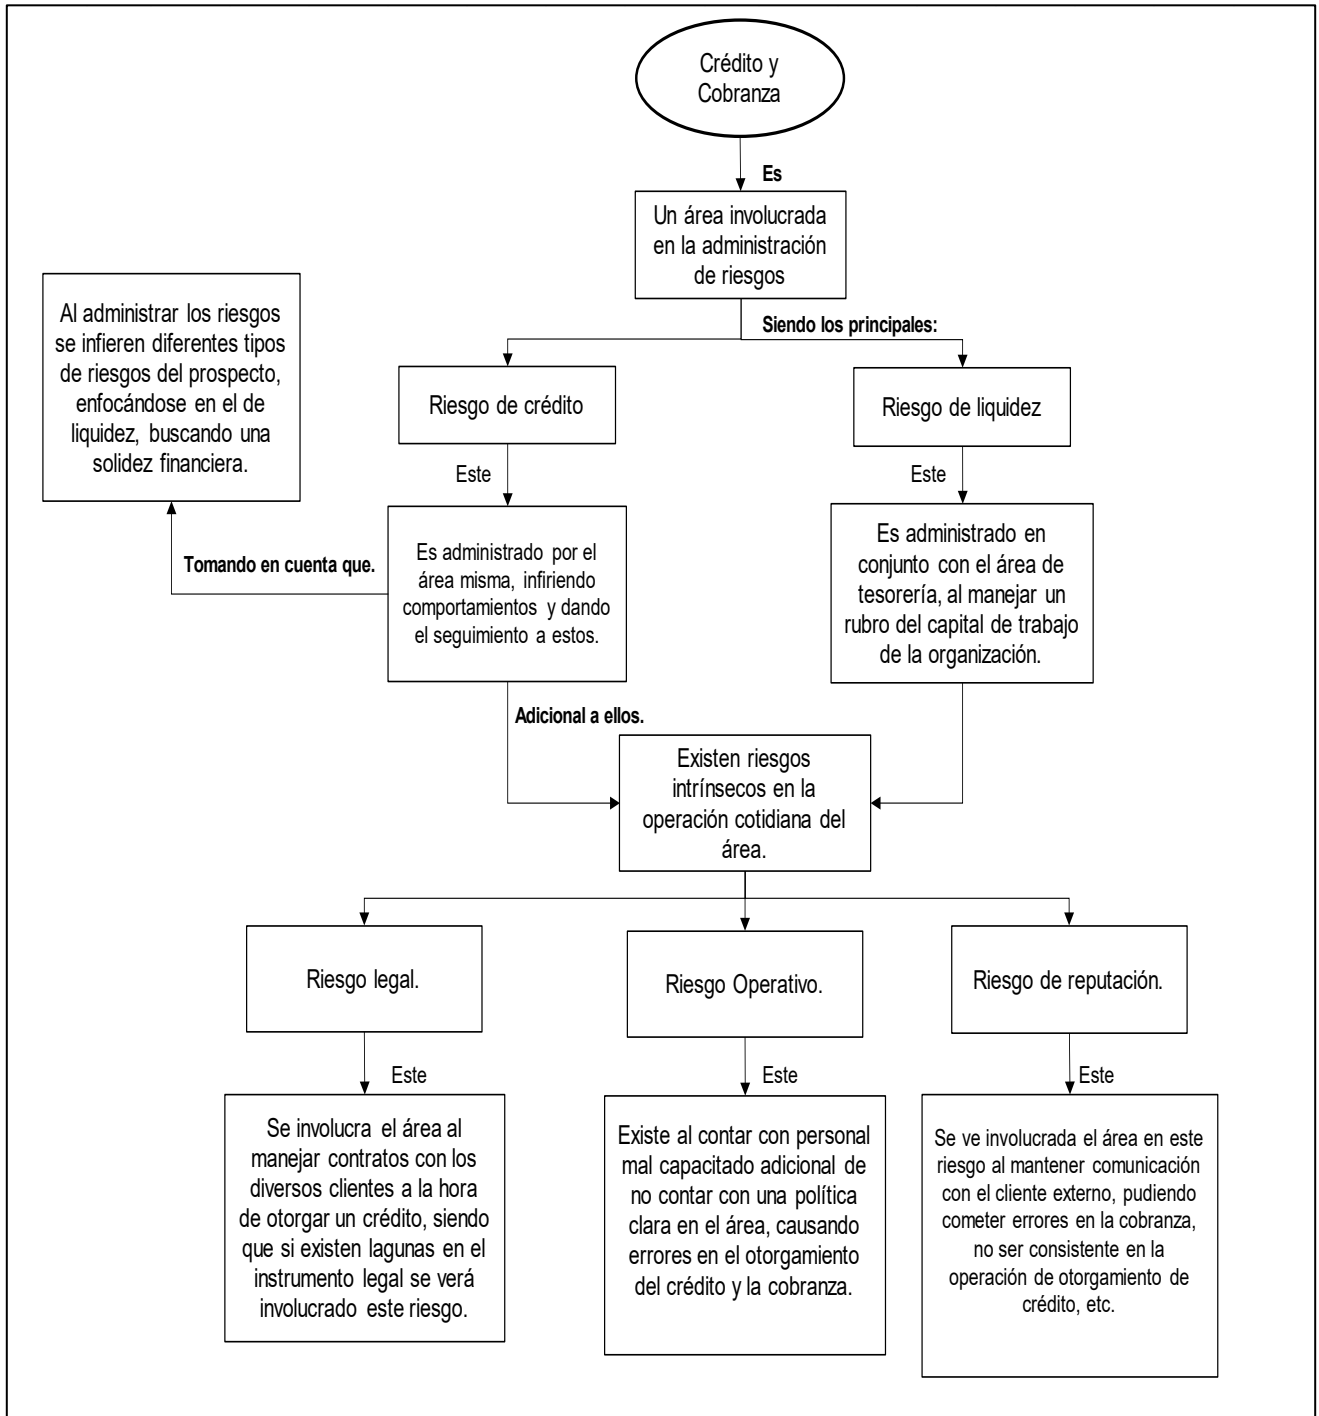 Crédito y
Cobranza
Es
Un área involucrada
en la administración
de riesgos
Siendo los principales:
Al administrar los riesgos
se infieren diferentes tipos
de riesgos del prospecto,
enfocándose en el de
liquidez, buscando una
solidez financiera.
Riesgo de crédito
Riesgo de liquidez
Este
Este
Tomando en cuenta que.
Es administrado por el
área misma, infiriendo
comportamientos y dando
el seguimiento a estos.
Es administrado en
conjunto con el área de
tesorería, al manejar un
rubro del capital de trabajo
de la organización.
Adicional a ellos.
Existen riesgos
intrínsecos en la
operación cotidiana del
área.
Riesgo legal.
Riesgo Operativo.
Riesgo de reputación.
Este
Este
Este
Se involucra el área al
manejar contratos con los
diversos clientes a la hora
de otorgar un crédito, siendo
que si existen lagunas en el
instrumento legal se verá
involucrado este riesgo.
Existe al contar con personal
mal capacitado adicional de
no contar con una política
clara en el área, causando
errores en el otorgamiento
del crédito y la cobranza.
Se ve involucrada el área en este
riesgo al mantener comunicación
con el cliente externo, pudiendo
cometer errores en la cobranza,
no ser consistente en la
operación de otorgamiento de
crédito, etc.